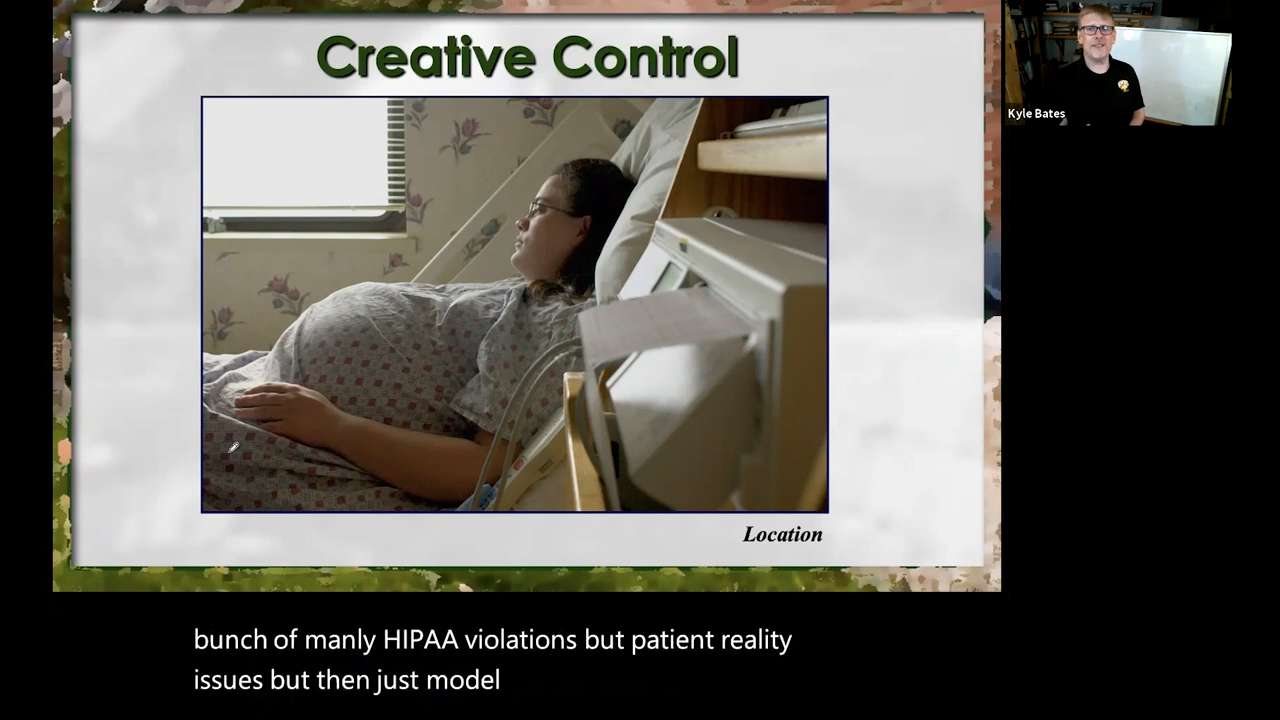 Creative Control
Kyle Bates
Location
bunch of manly HIPAA violations but patient reality
issues but then just model